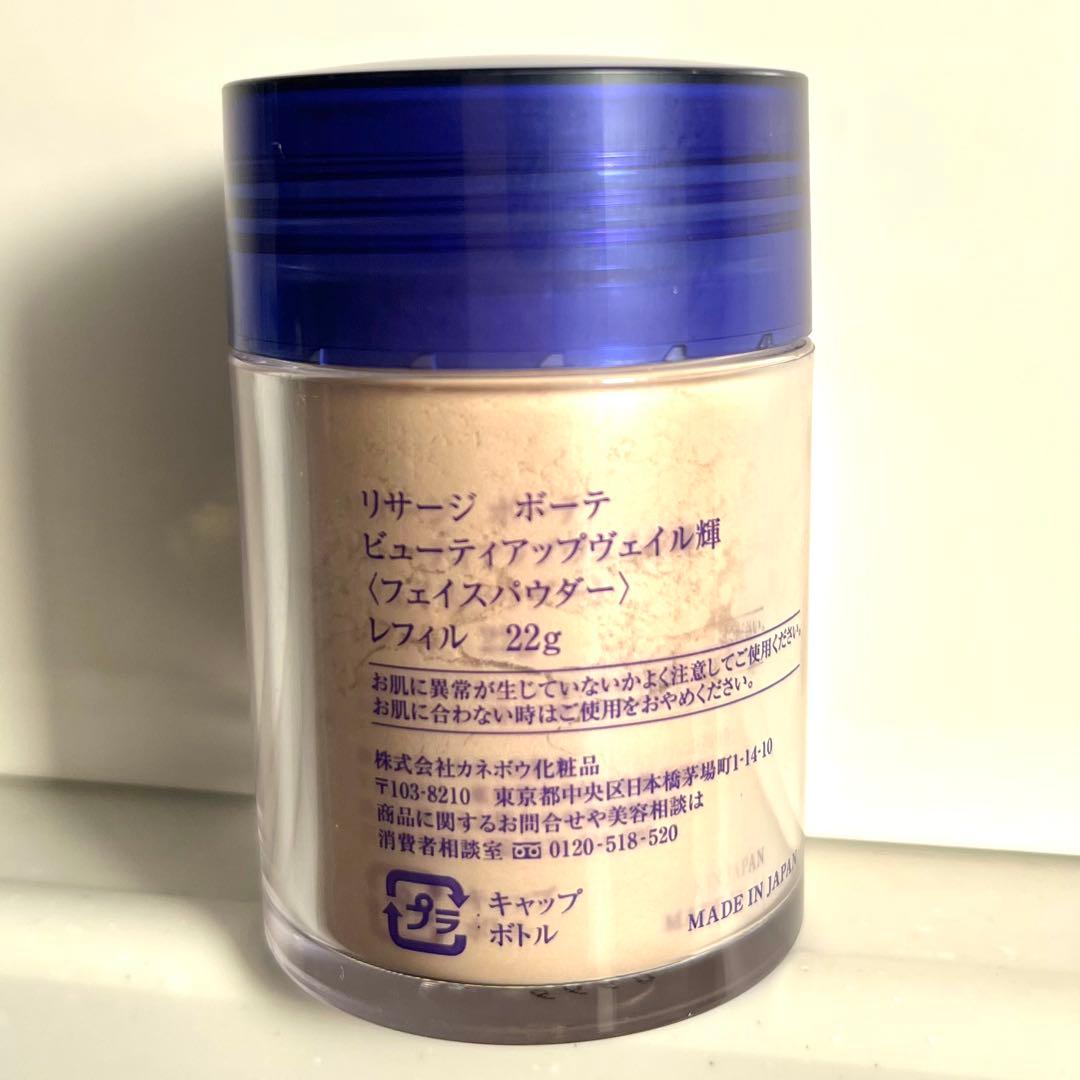 リサージ　ボーテ
ビューティアップヴェイル輝
〈フェイスパウダー〉
レフィル　22g
お肌に異常が生じていないかよく注意してご使用ください。
お肌に合わない時はご使用をおやめください。
株式会社カネボウ化粧品
〒103-8210　東京都中央区日本橋茅場町1-14-10
商品に関するお問合せや美容相談は
消費者相談室 0120-518-520
プラ
キャップ
ボトル
MADE IN JAPAN